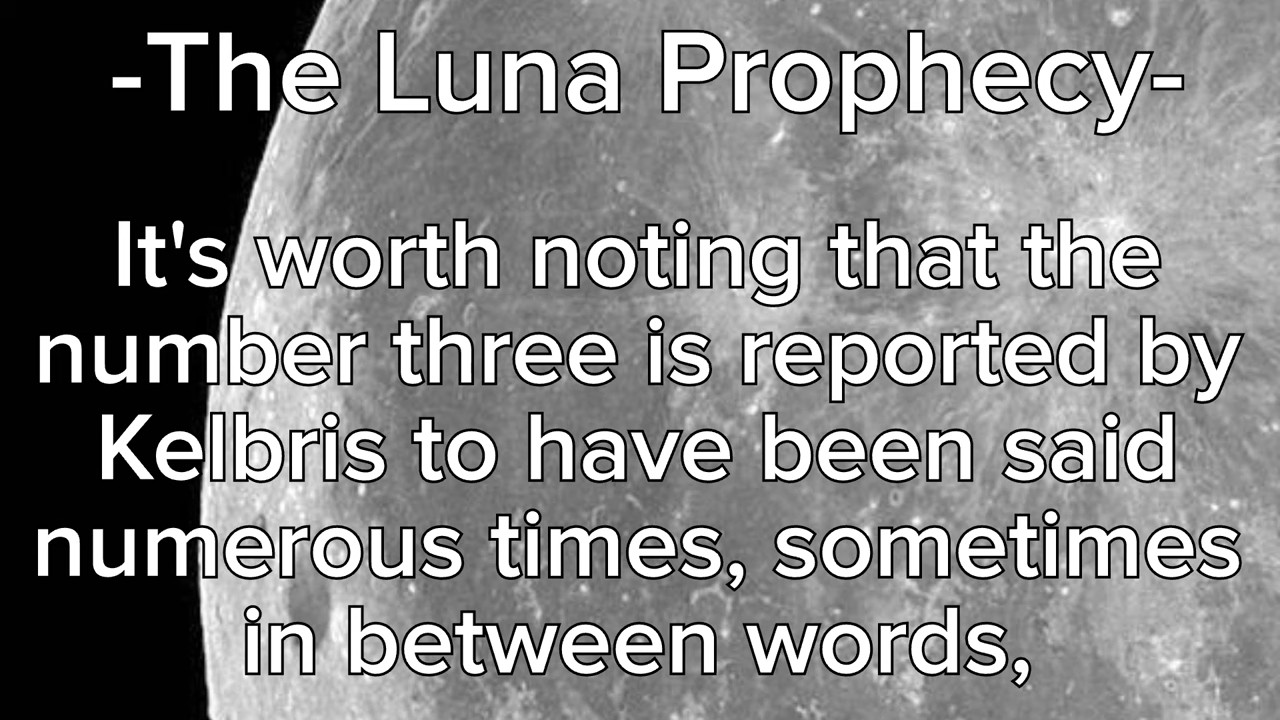 -The Luna Prophecy-
It's worth noting that the
number three is reported by
Kelbris to have been said
numerous times, sometimes
in between words,